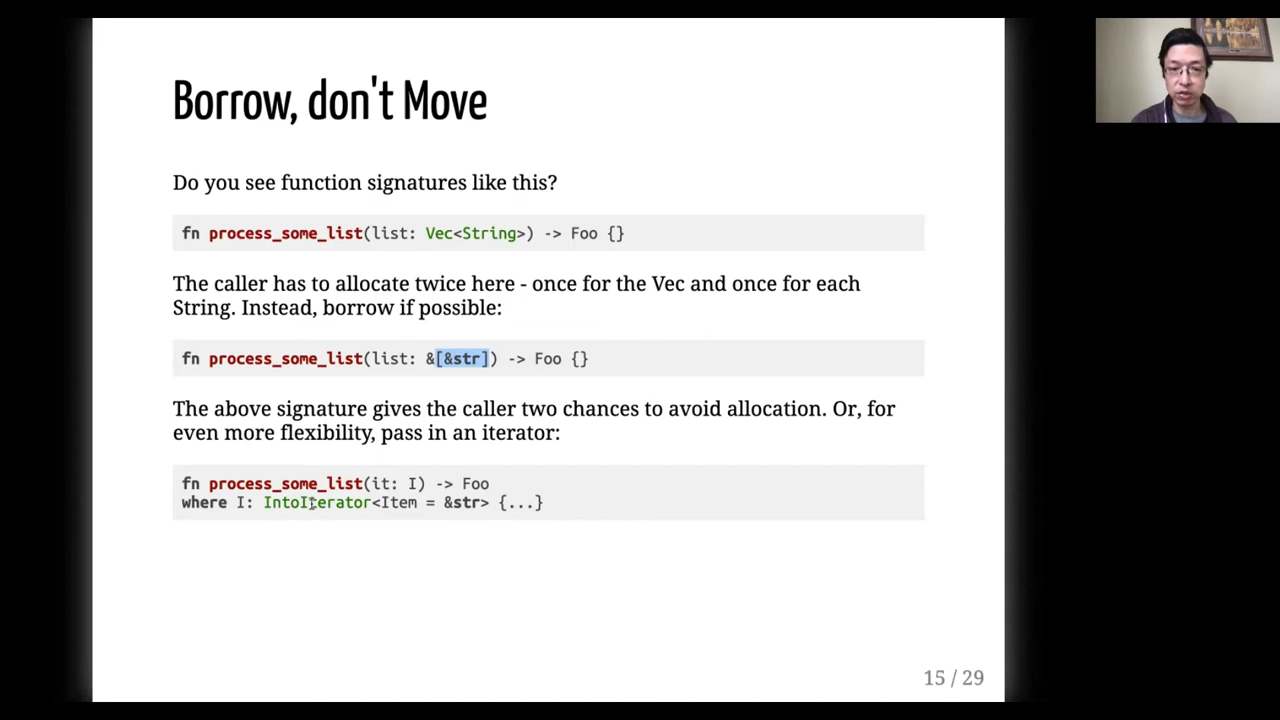 Borrow, don't Move
Do you see function signatures like this?
fn process_some_list(list: Vec<String>) -> Foo {}
The caller has to allocate twice here - once for the Vec and once for each
String. Instead, borrow if possible:
fn process_some_list(list: &[&str]) -> Foo {}
The above signature gives the caller two chances to avoid allocation. Or, for
even more flexibility, pass in an iterator:
fn process_some_list(it: I) -> Foo
where I: IntoIterator<Item = &str> {...}
15 / 29